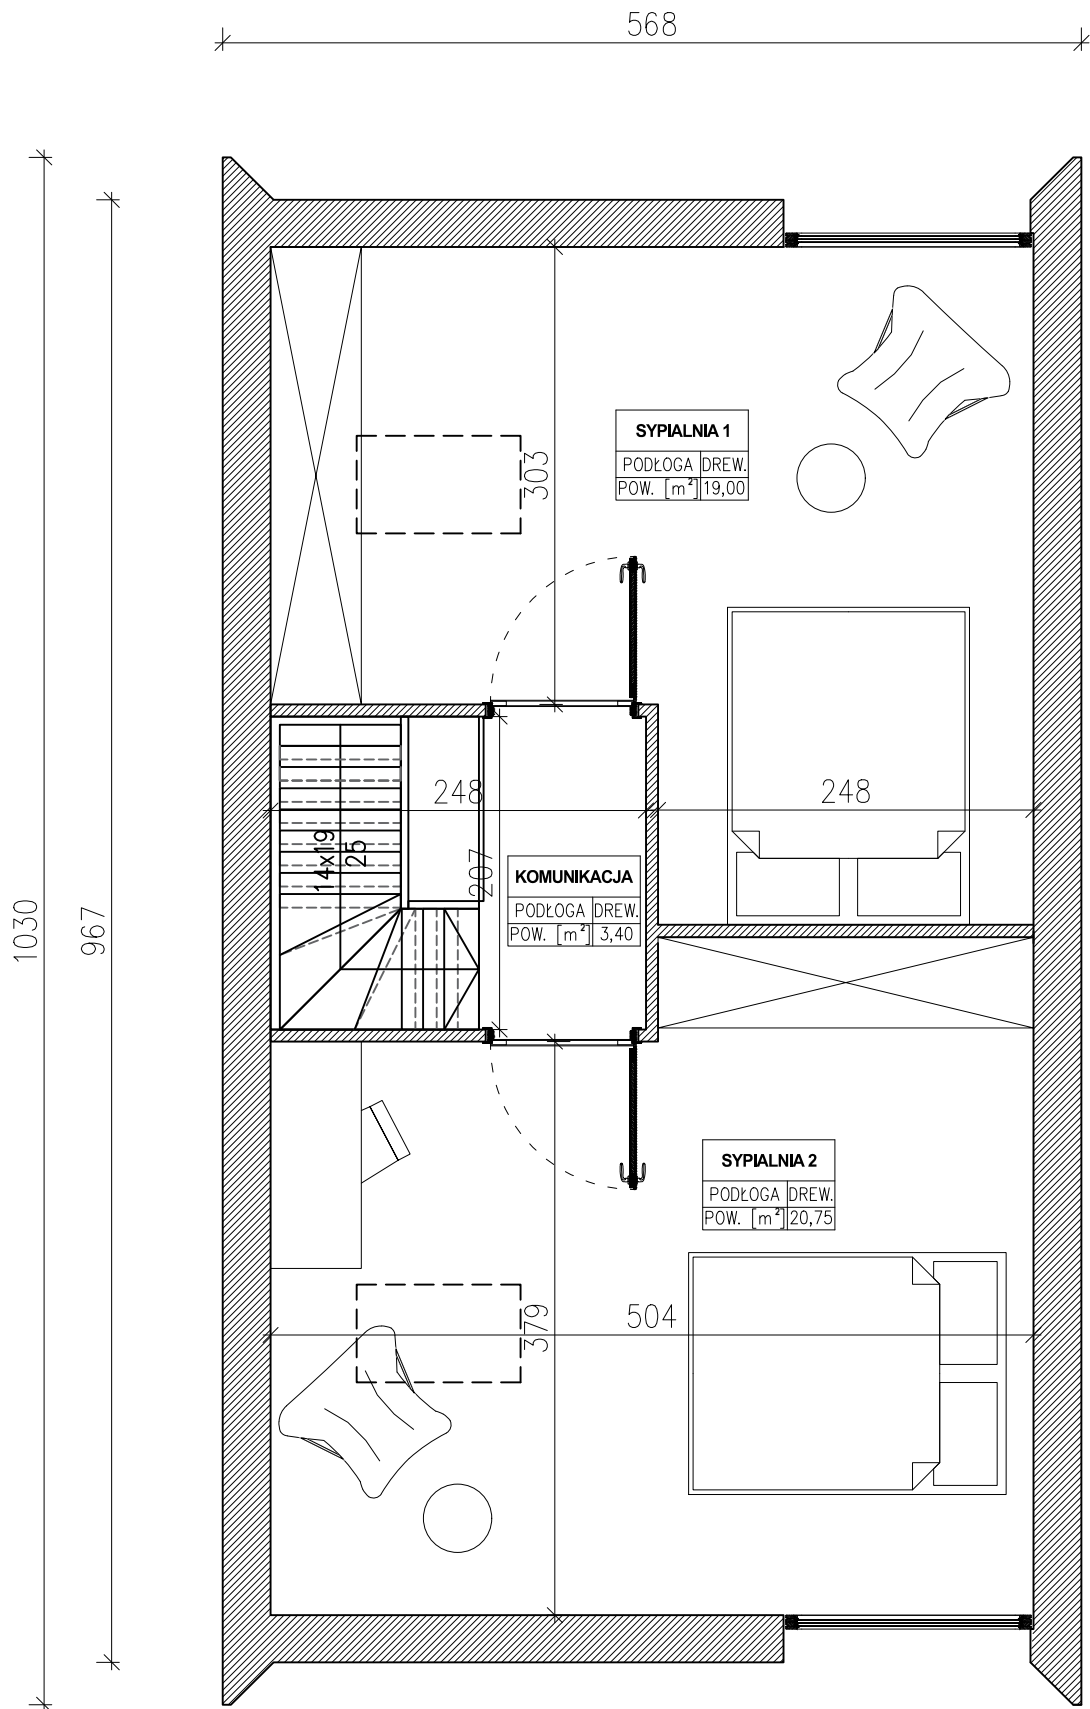 568
1030
967
303
SYPIALNIA 1
PODŁOGA DREW.
POW. [m²] 19,00
248
248
14x19
25
207
KOMUNIKACJA
PODŁOGA DREW.
POW. [m²] 3,40
SYPIALNIA 2
PODŁOGA DREW.
POW. [m²] 20,75
379
504